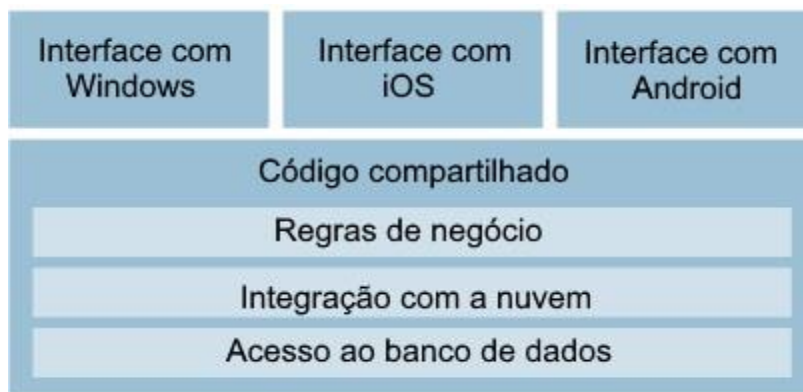 Interface com
Windows
Interface com
iOS
Interface com
Android
Código compartilhado
Regras de negócio
Integração com a nuvem
Acesso ao banco de dados